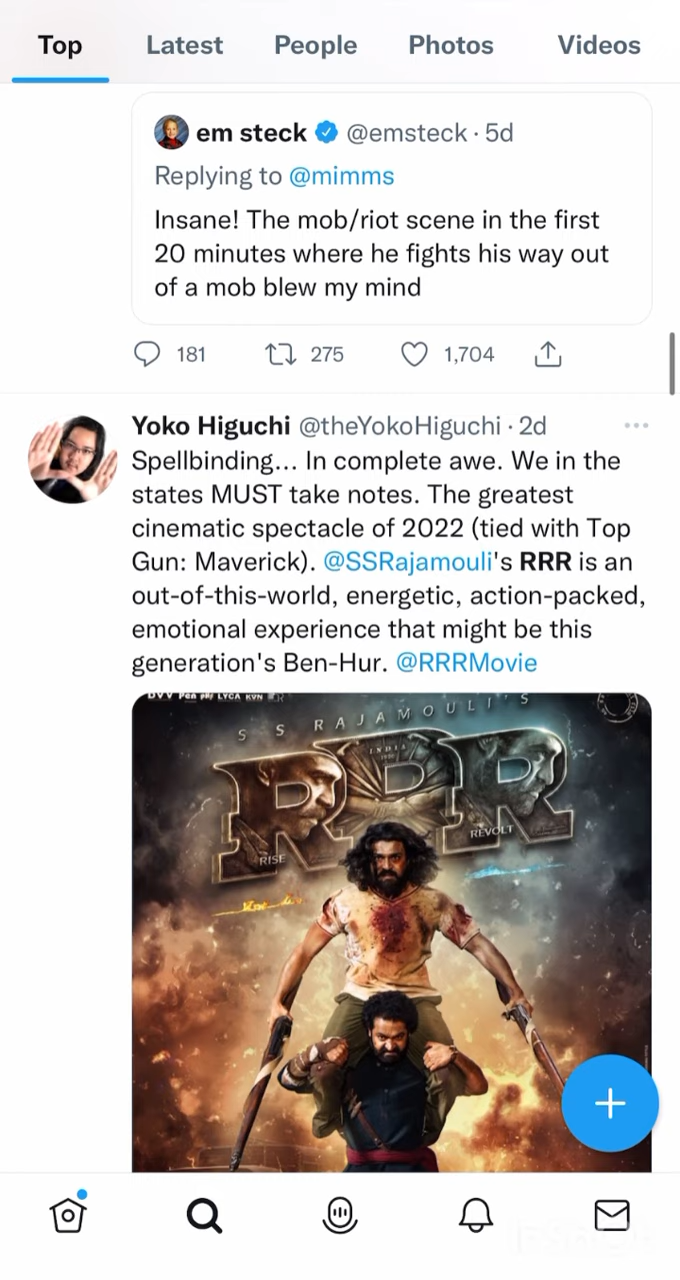 Top Latest People Photos Videos
em steck @emsteck · 5d
Replying to @mimms
Insane! The mob/riot scene in the first
20 minutes where he fights his way out
of a mob blew my mind
181 275 1,704
Yoko Higuchi @theYokoHiguchi · 2d
Spellbinding... In complete awe. We in the
states MUST take notes. The greatest
cinematic spectacle of 2022 (tied with Top
Gun: Maverick). @SSRajamouli's RRR is an
out-of-this-world, energetic, action-packed,
emotional experience that might be this
generation's Ben-Hur. @RRRMovie
DVV LYCA KVN
S S RAJAMOULI'S
INDIA
RRR
RISE
REVOLT